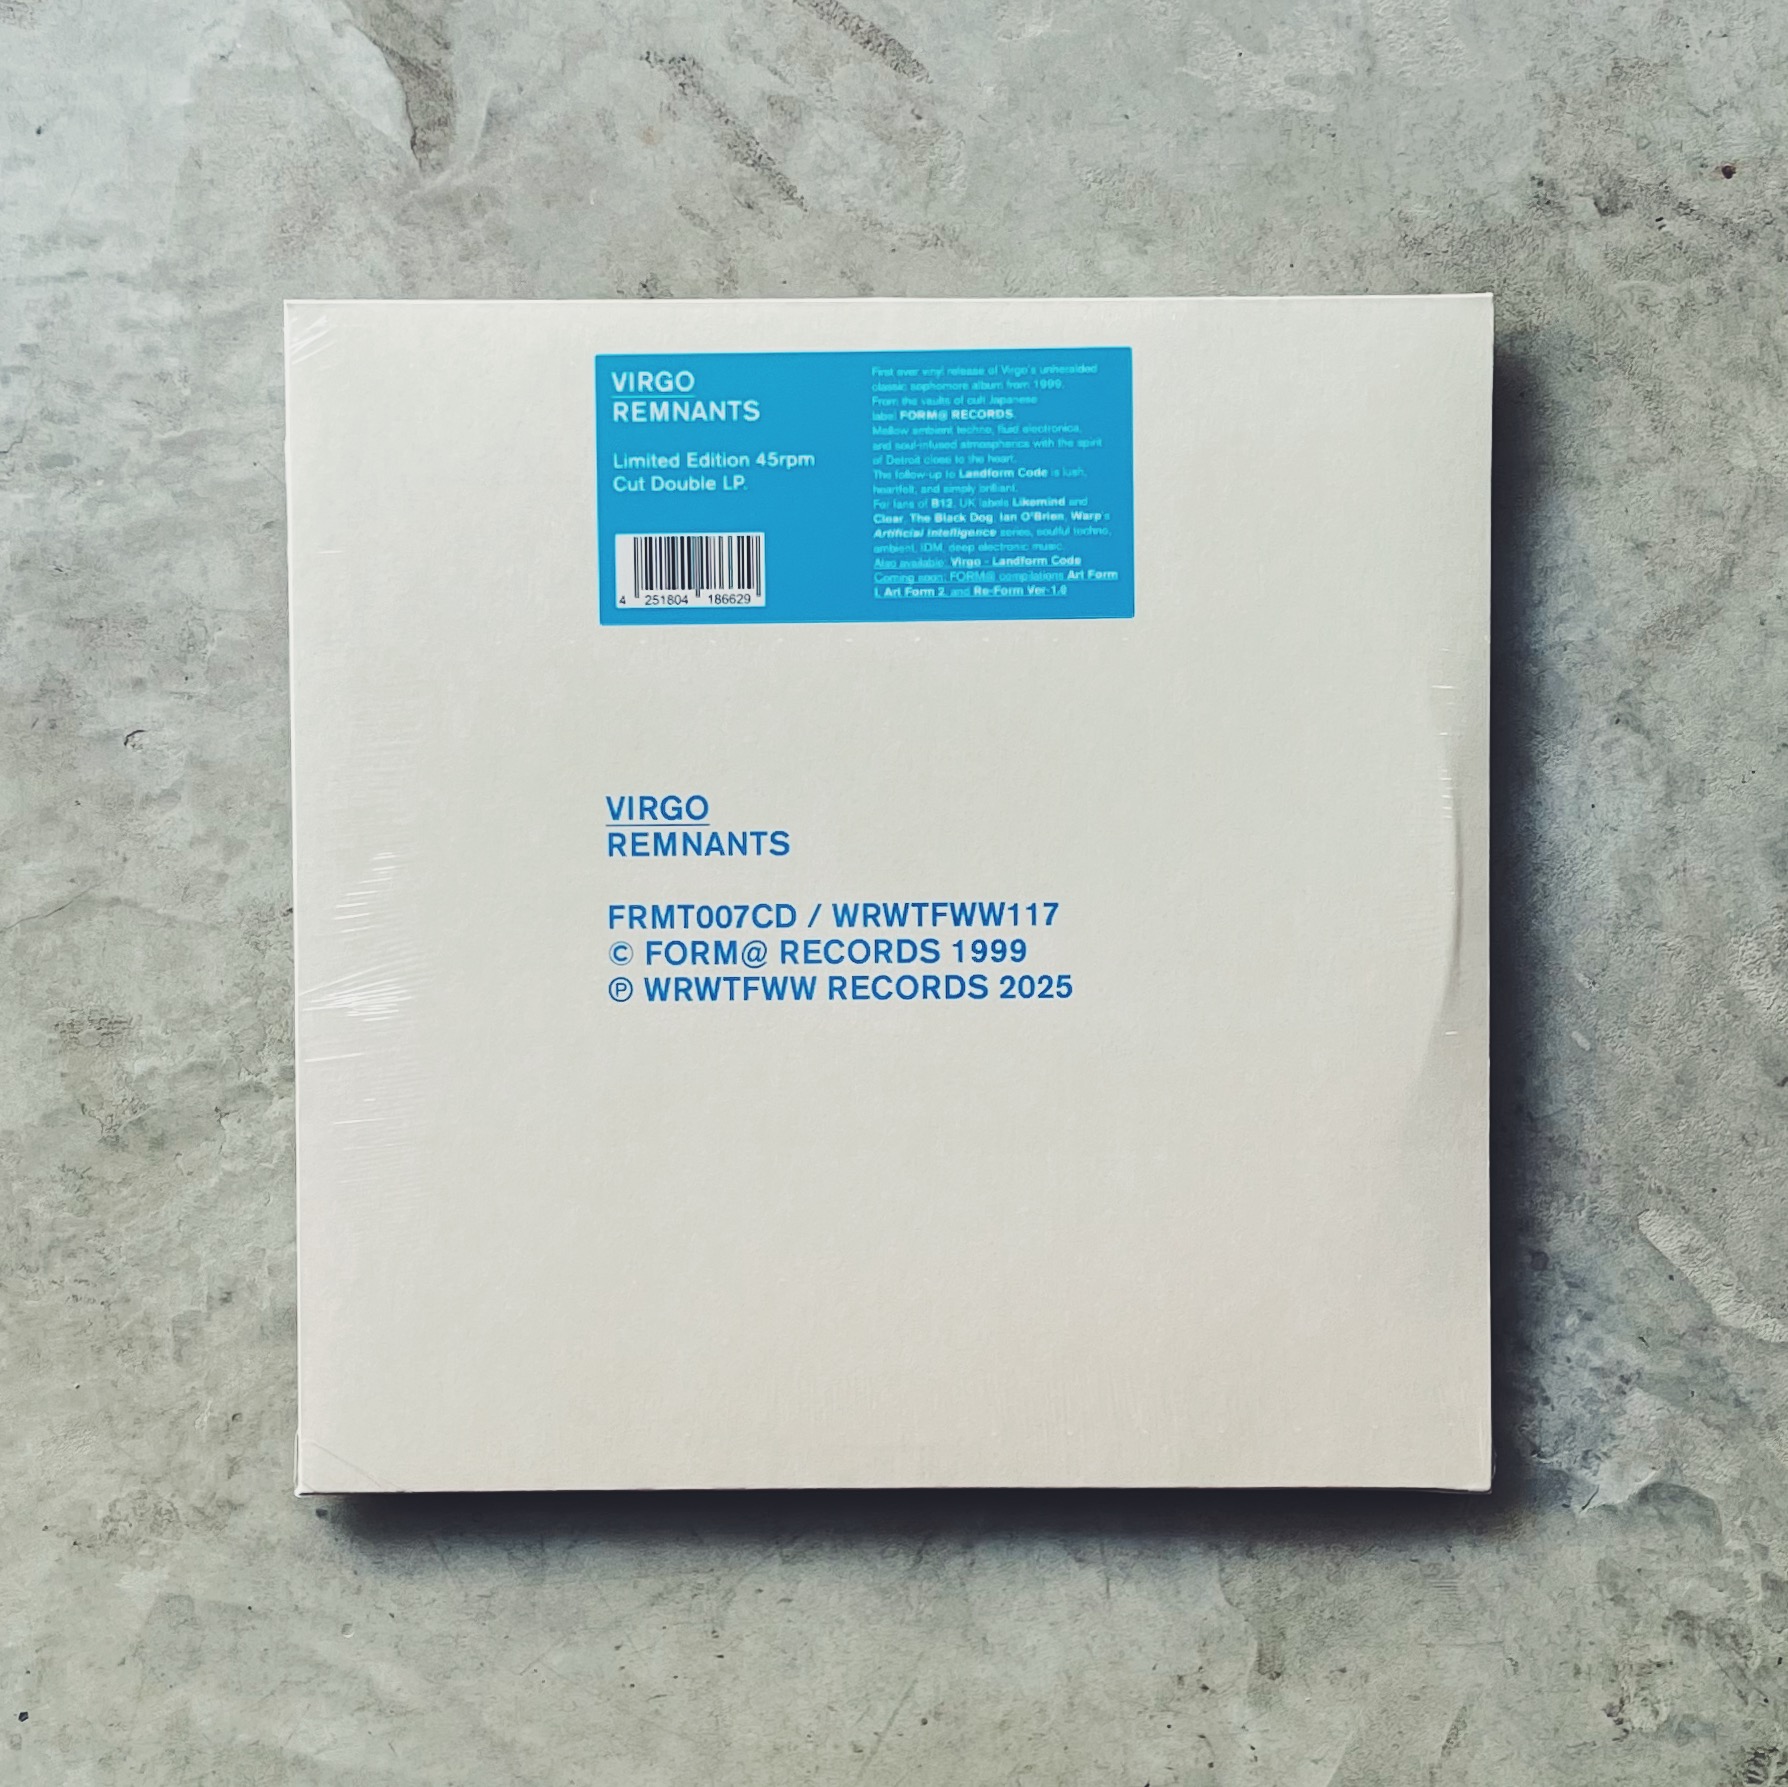 VIRGO
REMNANTS
Limited Edition 45rpm
Cut Double LP.
4 251804 186629
First ever vinyl release of Virgo's unheralded
classic sophomore album from 1999.
From the vaults of cult Japanese
label FORM@ RECORDS.
Mellow ambient techno, fluid electronica,
and soul-infused atmospherics with the spirit
of Detroit close to the heart.
The follow-up to Landform Code is lush,
heartfelt, and simply brilliant.
For fans of B12, UK labels Likemind and
Clear, The Black Dog, Ian O'Brien, Warp's
Artificial Intelligence series, soulful techno,
ambient, IDM, deep electronic music.
Also available: Virgo - Landform Code
Coming soon: FORM@ compilations Art Form
1, Art Form 2, and Re-Form Ver-1.0
VIRGO
REMNANTS
FRMT007CD / WRWTFWW117
© FORM@ RECORDS 1999
℗ WRWTFWW RECORDS 2025